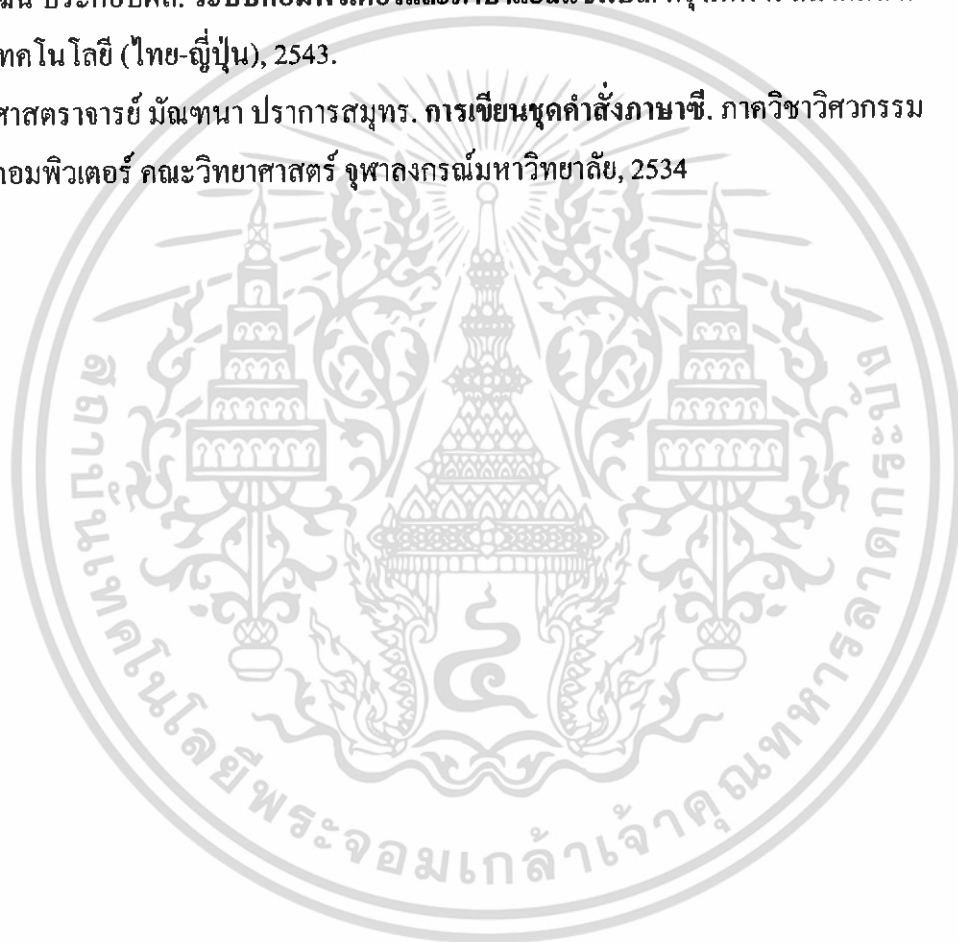 ทคโนโลยี (ไทย-ญี่ปุ่น), 2543.
ศาสตราจารย์ มัณฑนา ปราการสมุทร. การเขียนชุดคำสั่งภาษาซี. ภาควิชาวิศวกรรม
คอมพิวเตอร์ คณะวิทยาศาสตร์ จุฬาลงกรณ์มหาวิทยาลัย, 2534
สถาบันเทคโนโลยีพระจอมเกล้าเจ้าคุณทหารลาดกระบัง